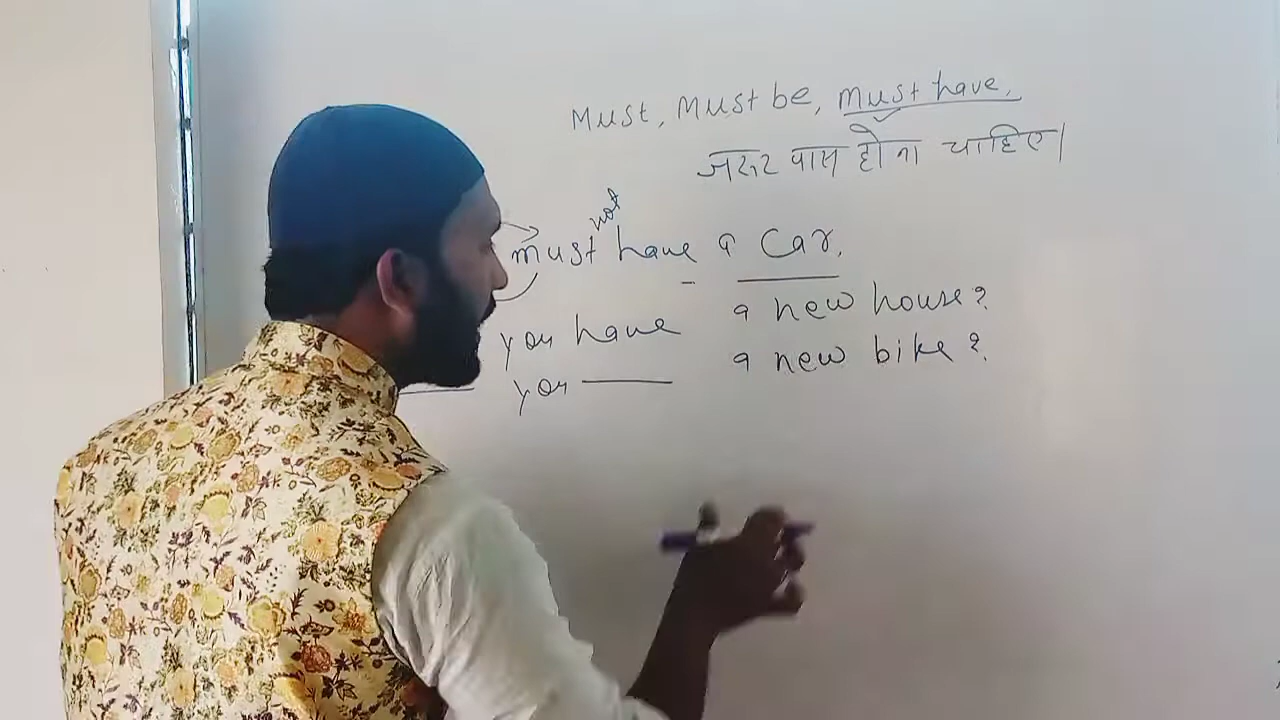 Must, Must be, must have,
जरूर पास होना चाहिए।
not
must have a car.
you have a new house?
you a new bike?